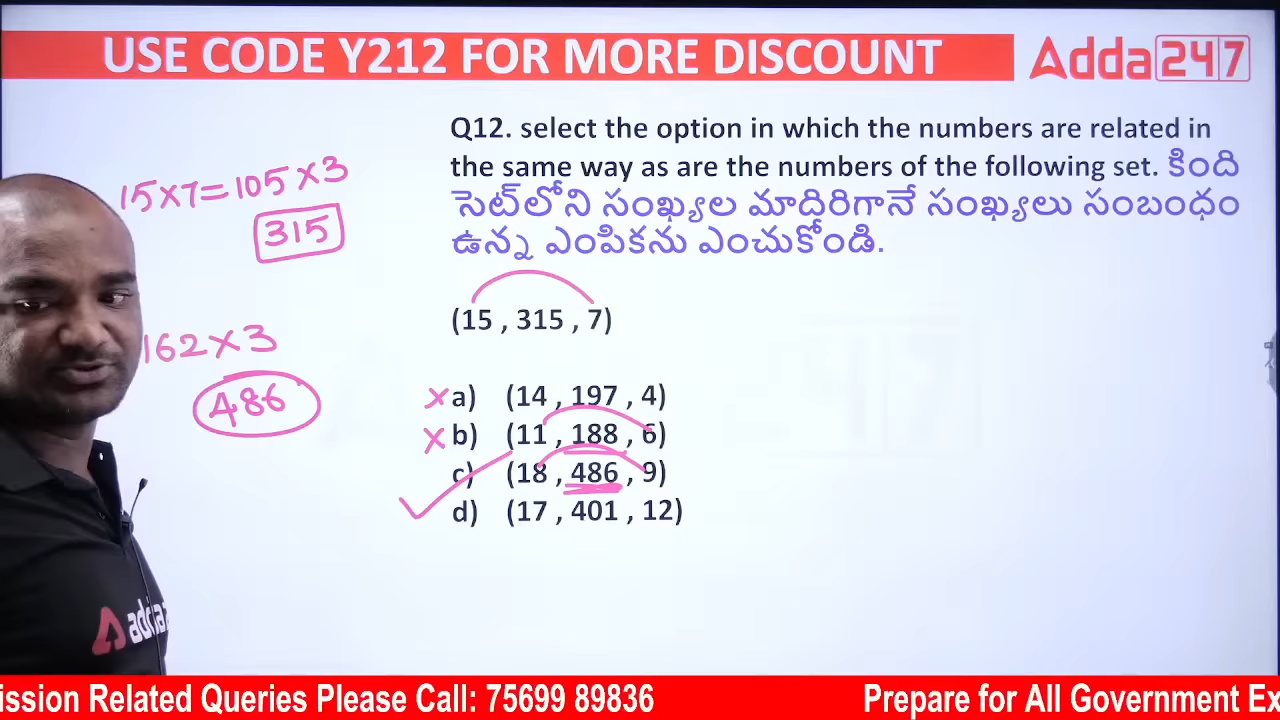 USE CODE Y212 FOR MORE DISCOUNT
Adda247
Q12. select the option in which the numbers are related in
the same way as are the numbers of the following set. కింది
సెట్‌లోని సంఖ్యల మాదిరిగానే సంఖ్యలు సంబంధం
ఉన్న ఎంపికను ఎంచుకోండి.
15×7=105×3
315
(15 , 315 , 7)
162×3
486
×a) (14 , 197 , 4)
×b) (11 , 188 , 6)
c) (18 , 486 , 9)
d) (17 , 401 , 12)
ission Related Queries Please Call: 75699 89836
Prepare for All Government Ex